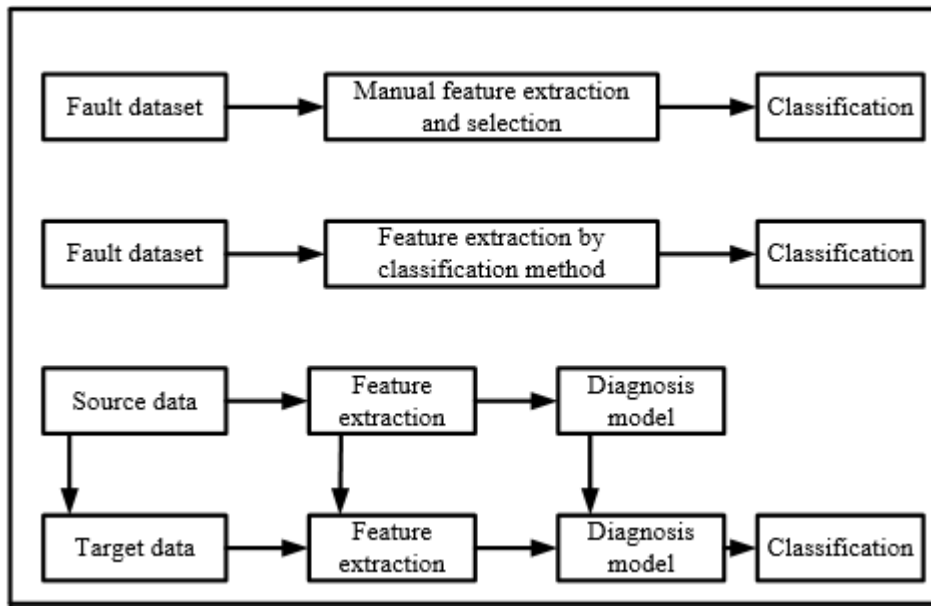 Fault dataset
Manual feature extraction
and selection
Classification
Fault dataset
Feature extraction by
classification method
Classification
Source data
Feature
extraction
Diagnosis
model
Target data
Feature
extraction
Diagnosis
model
Classification